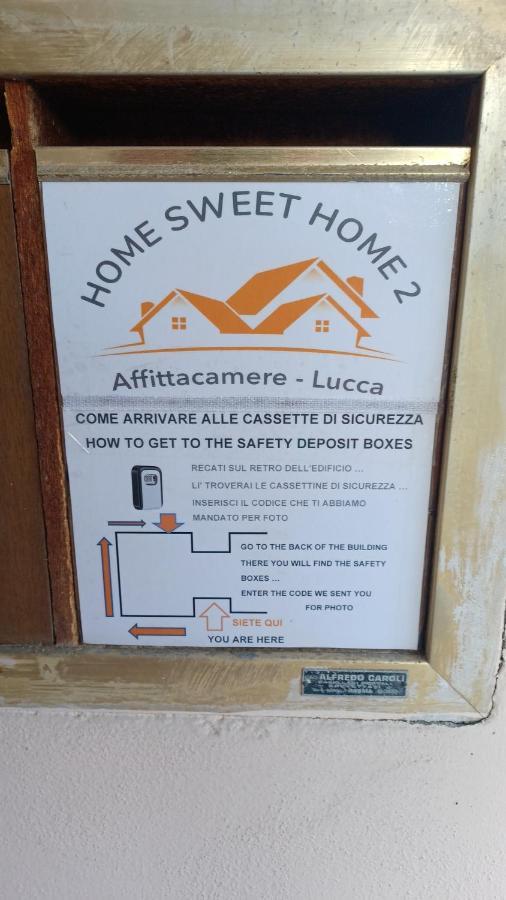 HOME SWEET HOME 2
Affittacamere - Lucca
COME ARRIVARE ALLE CASSETTE DI SICUREZZA
HOW TO GET TO THE SAFETY DEPOSIT BOXES
RECATI SUL RETRO DELL'EDIFICIO ...
LI' TROVERAI LE CASSETTINE DI SICUREZZA ...
INSERISCI IL CODICE CHE TI ABBIAMO
MANDATO PER FOTO
GO TO THE BACK OF THE BUILDING
THERE YOU WILL FIND THE SAFETY
BOXES ...
ENTER THE CODE WE SENT YOU
FOR PHOTO
SIETE QUI
YOU ARE HERE
ALFREDO CAROLI